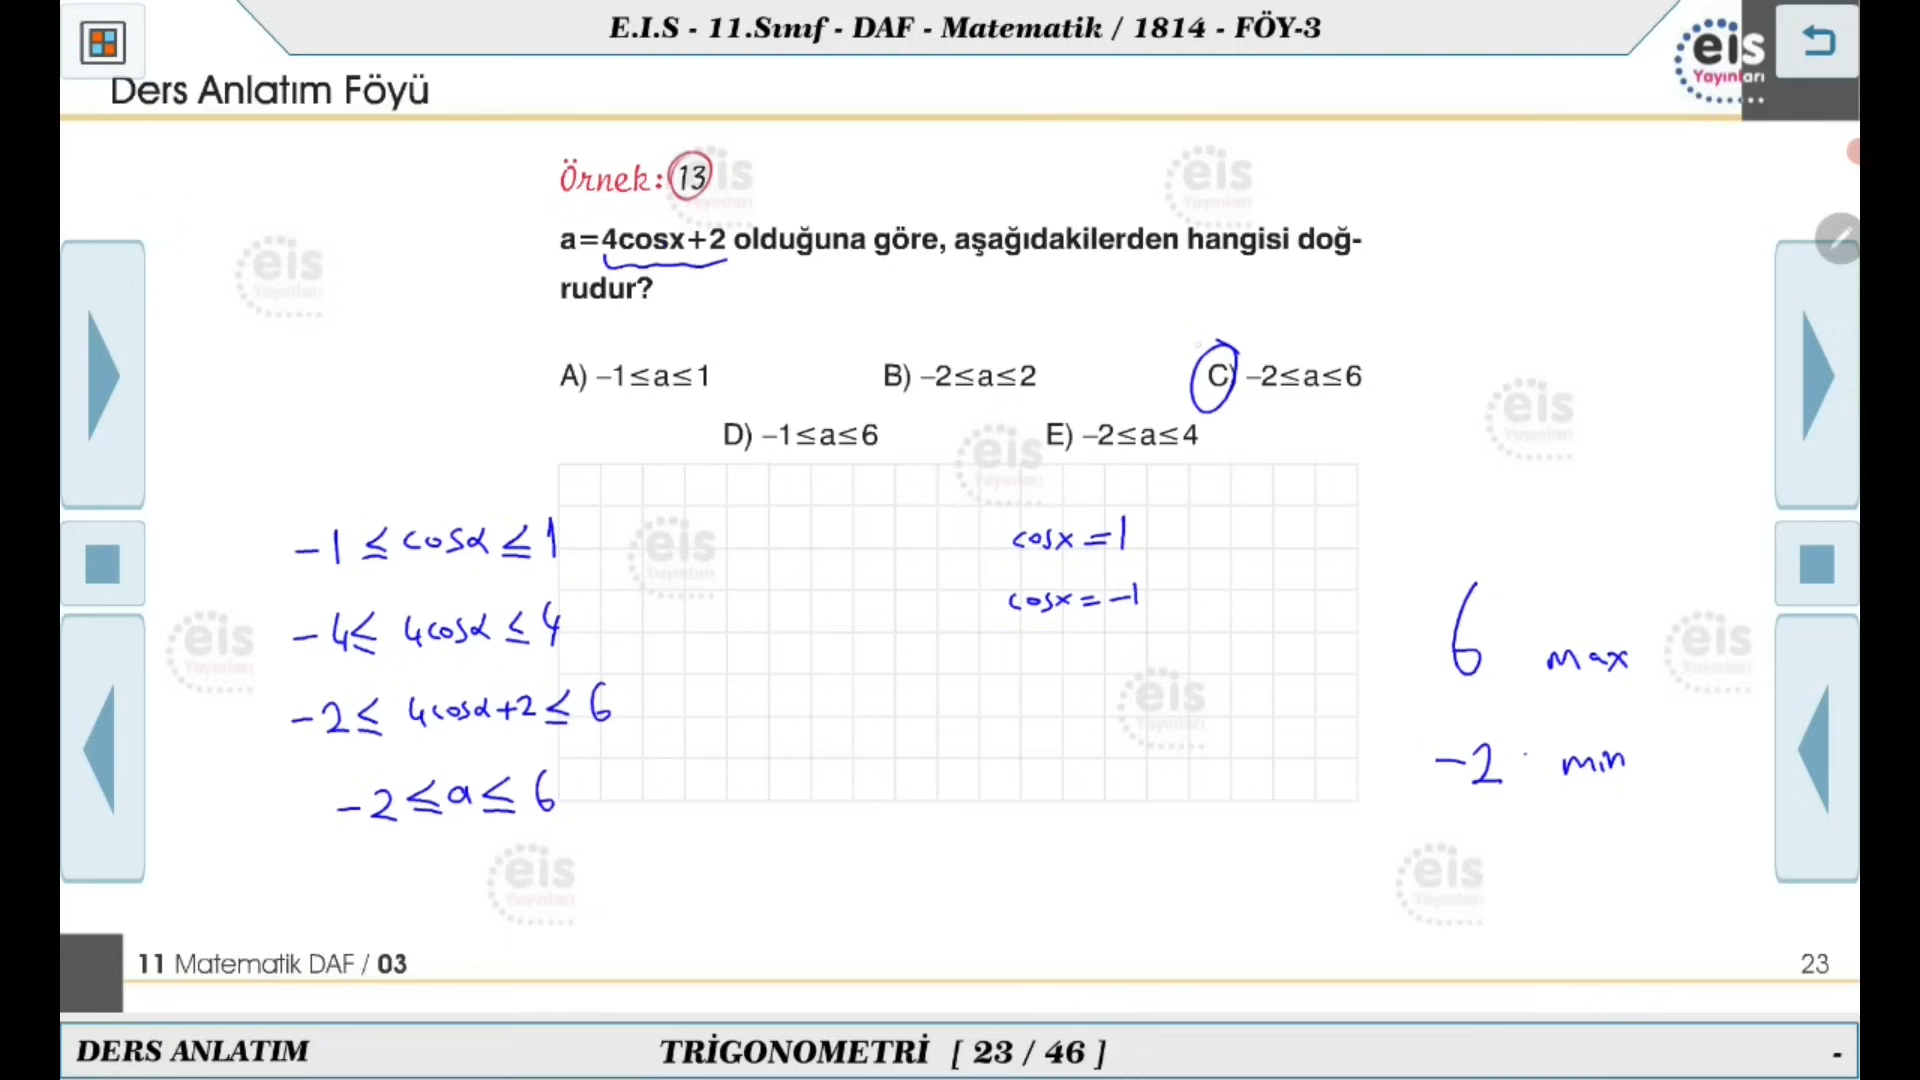 E.I.S - 11.Sınıf - DAF - Matematik / 1814 - FÖY-3
eis
Yayınları
Ders Anlatım Föyü
Örnek: 13
a=4cosx+2 olduğuna göre, aşağıdakilerden hangisi doğ-
rudur?
A) –1≤a≤1 B) –2≤a≤2 C) –2≤a≤6
D) –1≤a≤6 E) –2≤a≤4
-1 ≤ cosα ≤ 1
-4 ≤ 4cosα ≤ 4
-2 ≤ 4cosα+2 ≤ 6
-2 ≤ a ≤ 6
cosx = 1
cosx = -1
6 max
-2 min
11 Matematik DAF / 03
23
DERS ANLATIM
TRİGONOMETRİ [ 23 / 46 ]
-